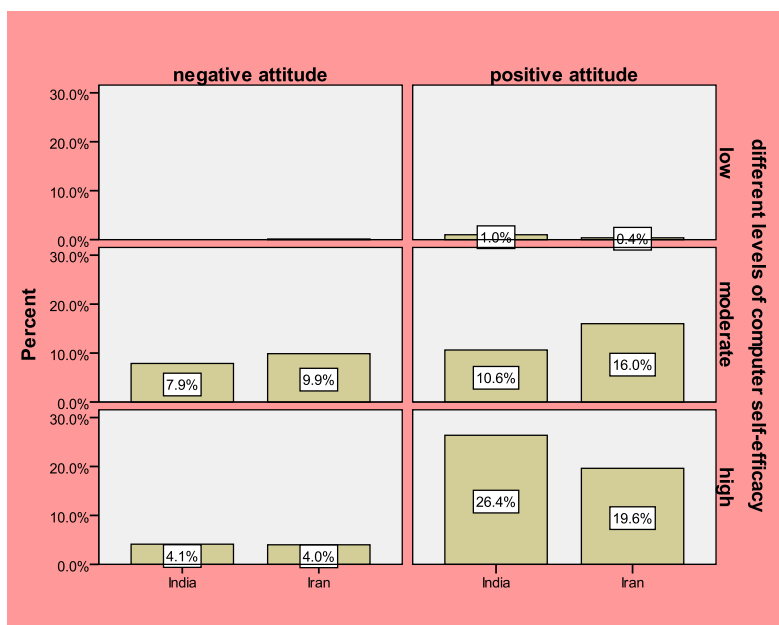 negative attitude
positive attitude
30.0%
20.0%
10.0%
0.0%
1.0%
0.4%
low
30.0%
20.0%
10.0%
0.0%
7.9%
9.9%
10.6%
16.0%
moderate
30.0%
20.0%
10.0%
0.0%
4.1%
4.0%
26.4%
19.6%
high
India
Iran
India
Iran
Percent
different levels of computer self-efficacy